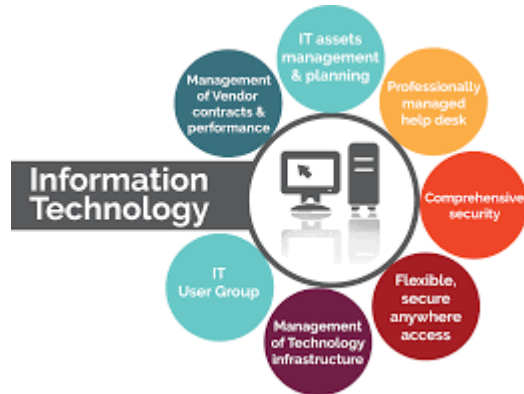 Information
Technology
Management
of Vendor
contracts &
performance
IT assets
management
& planning
Professionally
managed
help desk
Comprehensive
security
Flexible,
secure
anywhere
access
Management
of Technology
infrastructure
IT
User Group